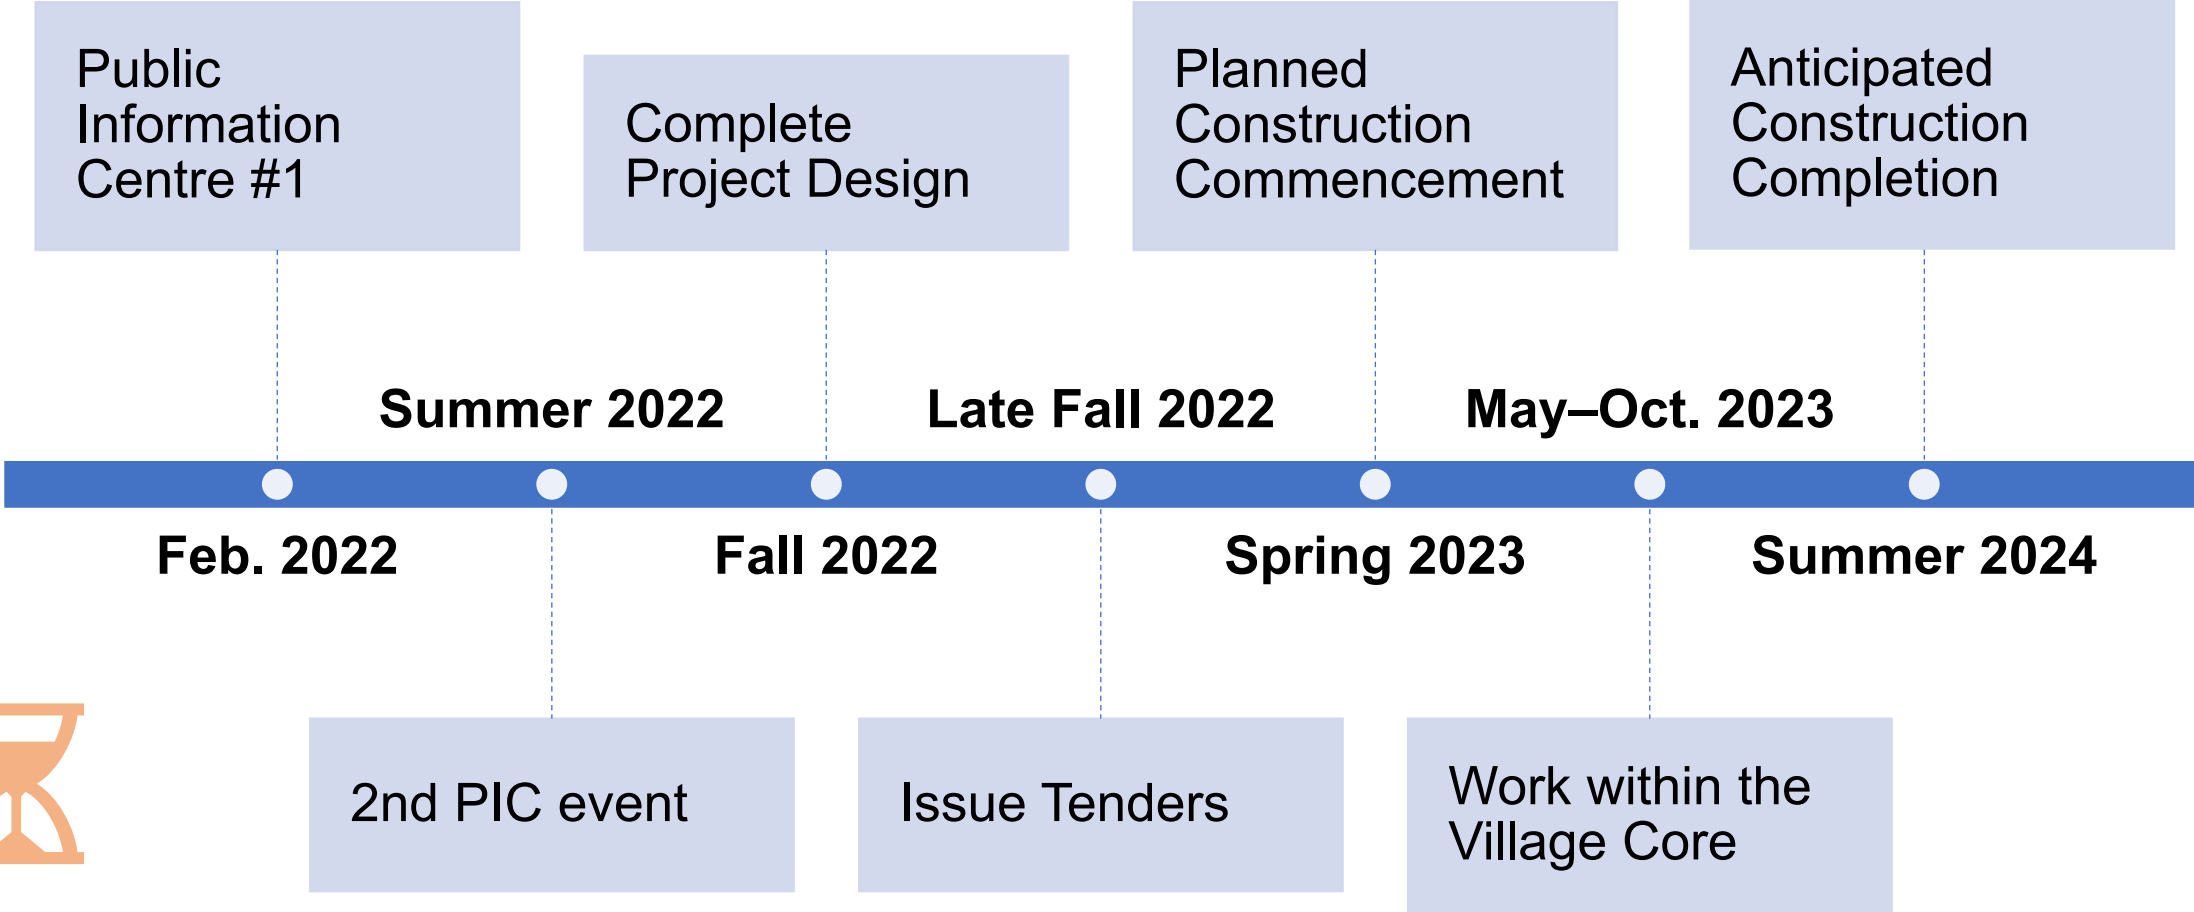 Public
Information
Centre #1
Complete
Project Design
Planned
Construction
Commencement
Anticipated
Construction
Completion
Summer 2022
Late Fall 2022
May–Oct. 2023
Feb. 2022
Fall 2022
Spring 2023
Summer 2024
2nd PIC event
Issue Tenders
Work within the
Village Core